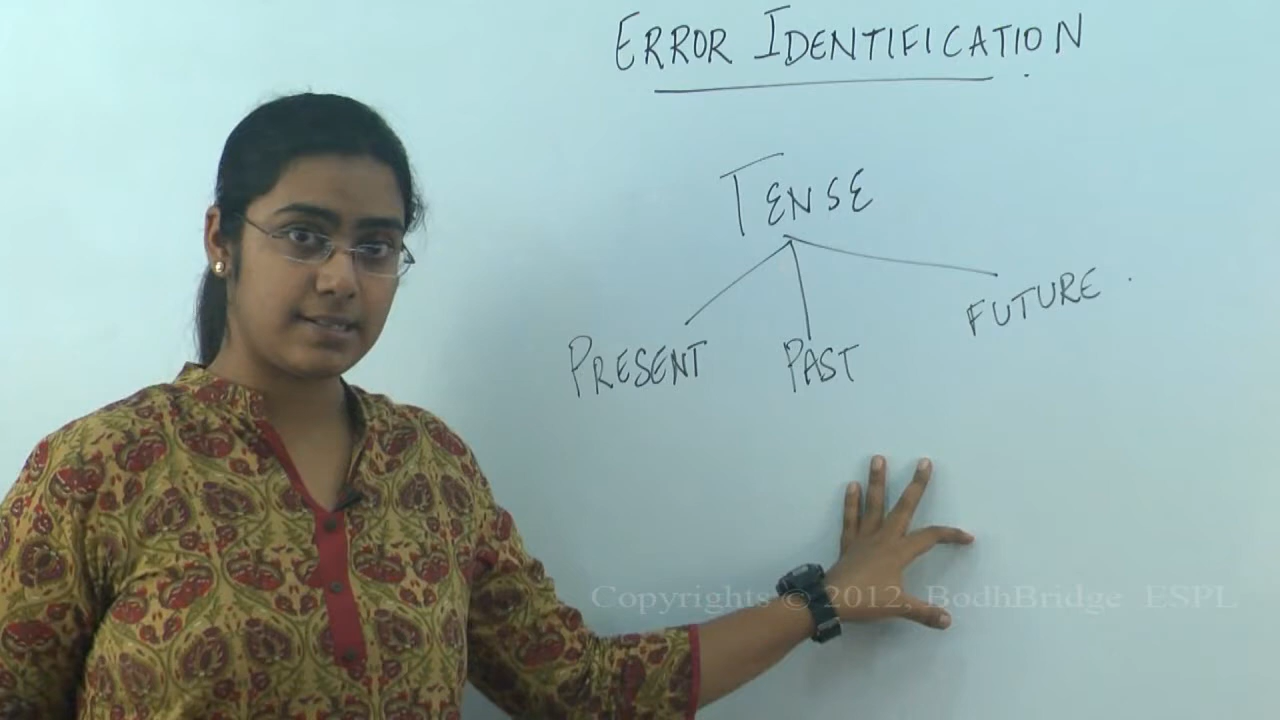 ERROR IDENTIFICATION
TENSE
PRESENT PAST FUTURE.
Copyrights © 2012, BodhBridge ESPL